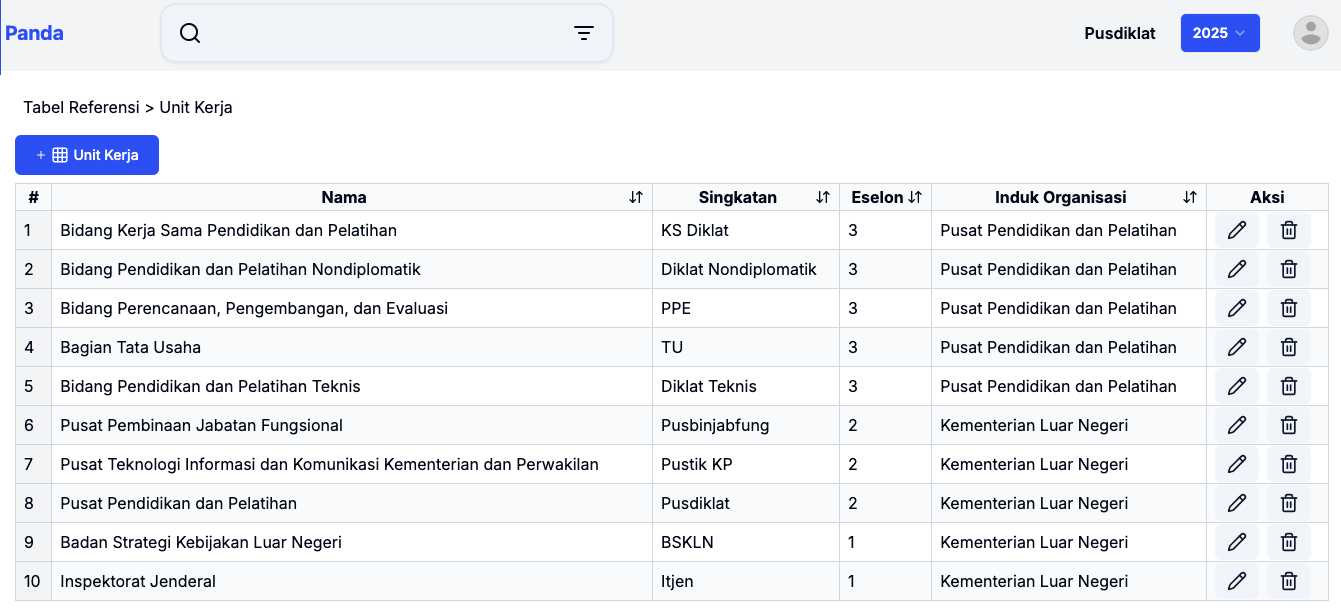 Panda
Pusdiklat
2025
Tabel Referensi > Unit Kerja
+ Unit Kerja
# Nama Singkatan Eselon Induk Organisasi Aksi
1 Bidang Kerja Sama Pendidikan dan Pelatihan KS Diklat 3 Pusat Pendidikan dan Pelatihan
2 Bidang Pendidikan dan Pelatihan Nondiplomatik Diklat Nondiplomatik 3 Pusat Pendidikan dan Pelatihan
3 Bidang Perencanaan, Pengembangan, dan Evaluasi PPE 3 Pusat Pendidikan dan Pelatihan
4 Bagian Tata Usaha TU 3 Pusat Pendidikan dan Pelatihan
5 Bidang Pendidikan dan Pelatihan Teknis Diklat Teknis 3 Pusat Pendidikan dan Pelatihan
6 Pusat Pembinaan Jabatan Fungsional Pusbinjabfung 2 Kementerian Luar Negeri
7 Pusat Teknologi Informasi dan Komunikasi Kementerian dan Perwakilan Pustik KP 2 Kementerian Luar Negeri
8 Pusat Pendidikan dan Pelatihan Pusdiklat 2 Kementerian Luar Negeri
9 Badan Strategi Kebijakan Luar Negeri BSKLN 1 Kementerian Luar Negeri
10 Inspektorat Jenderal Itjen 1 Kementerian Luar Negeri